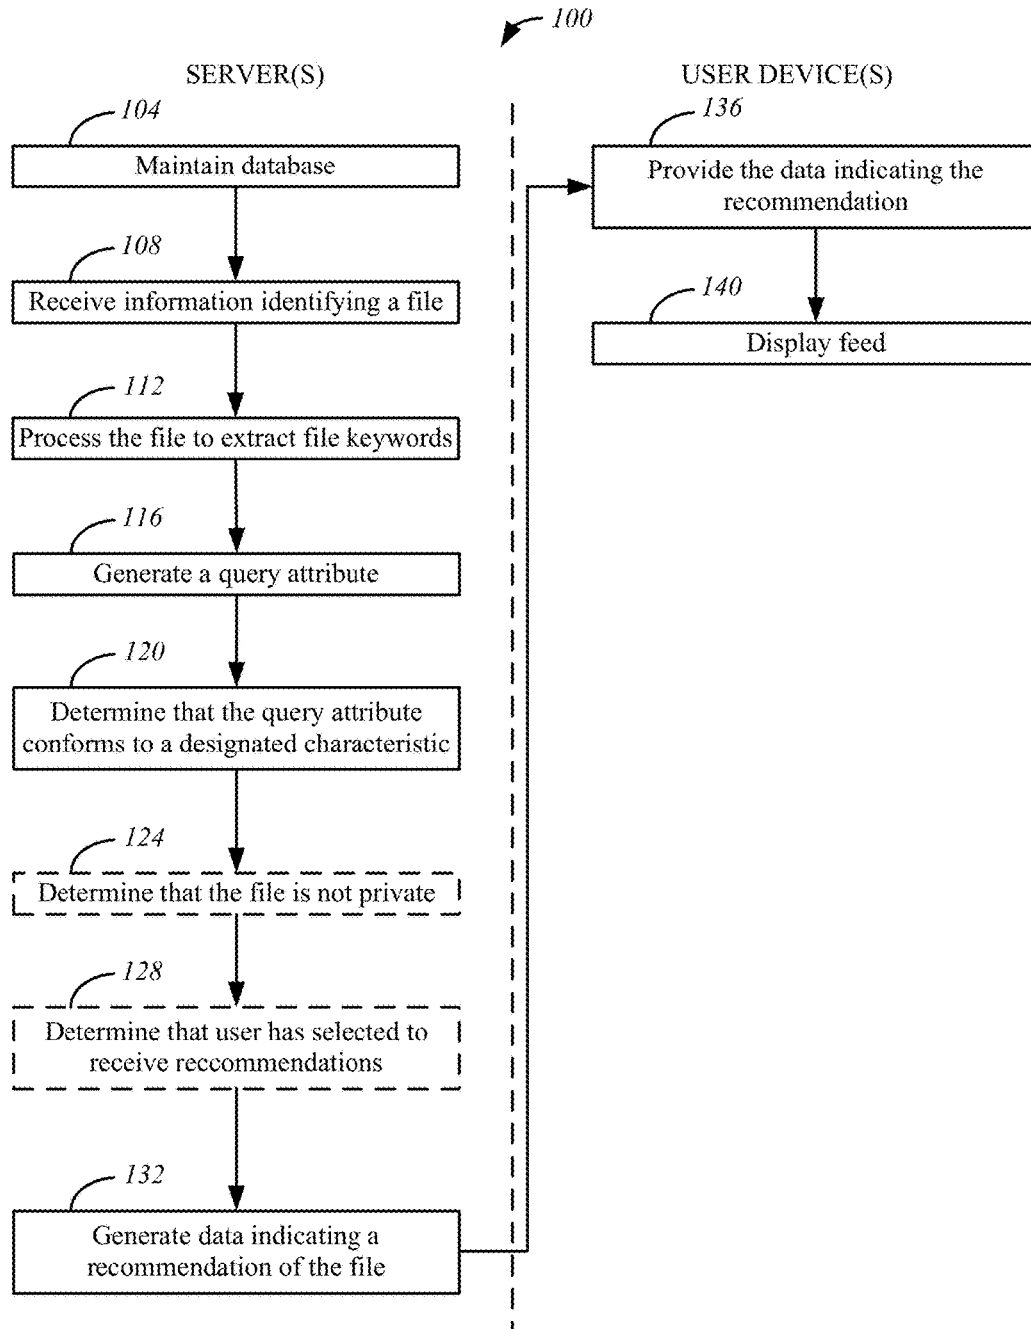 100
SERVER(S)
104
Maintain database
108
Receive information identifying a file
112
Process the file to extract file keywords
116
Generate a query attribute
120
Determine that the query attribute
conforms to a designated characteristic
124
Determine that the file is not private
128
Determine that user has selected to
receive reccommendations
132
Generate data indicating a
recommendation of the file
USER DEVICE(S)
136
Provide the data indicating the
recommendation
140
Display feed